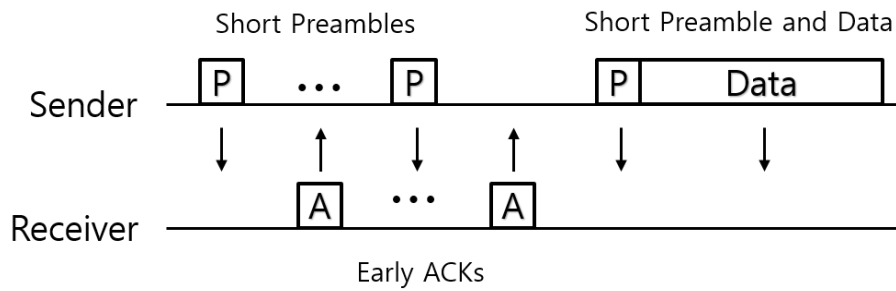 Short Preambles
Short Preamble and Data
P ... P P Data
Sender
A ... A
Receiver
Early ACKs